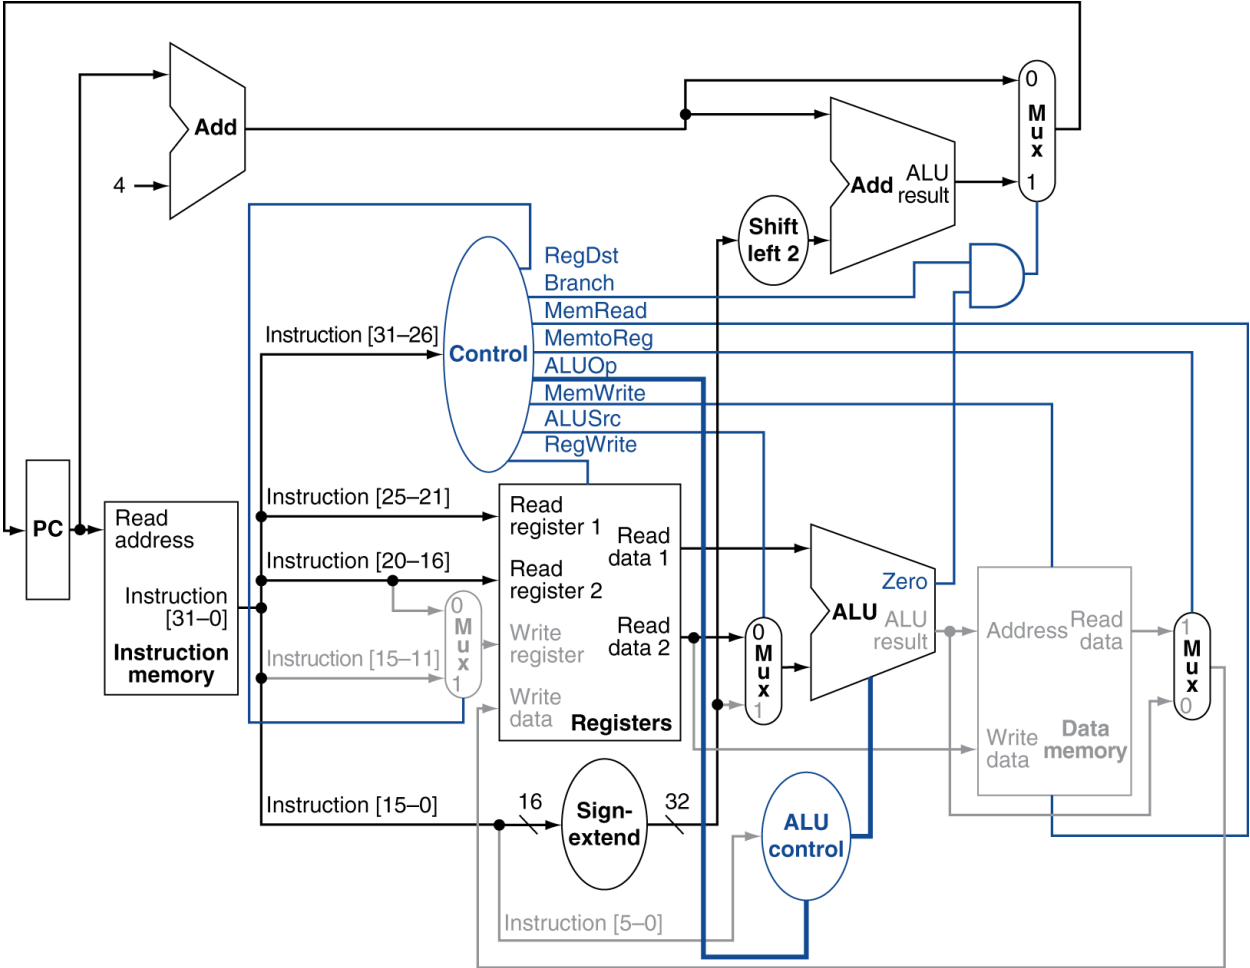 0
M
u
x
1
Add
4
Add
ALU
result
Shift
left 2
RegDst
Branch
MemRead
MemtoReg
ALUOp
MemWrite
ALUSrc
RegWrite
Control
Instruction [31–26]
PC
Read
address
Instruction
[31–0]
Instruction
memory
Instruction [25–21]
Instruction [20–16]
Instruction [15–11]
0
M
u
x
1
Read
register 1
Read
register 2
Write
register
Write
data
Read
data 1
Read
data 2
Registers
0
M
u
x
1
Zero
ALU
ALU
result
Address
Read
data
Write
data
Data
memory
1
M
u
x
0
Instruction [15–0]
16
Sign-
extend
32
ALU
control
Instruction [5–0]